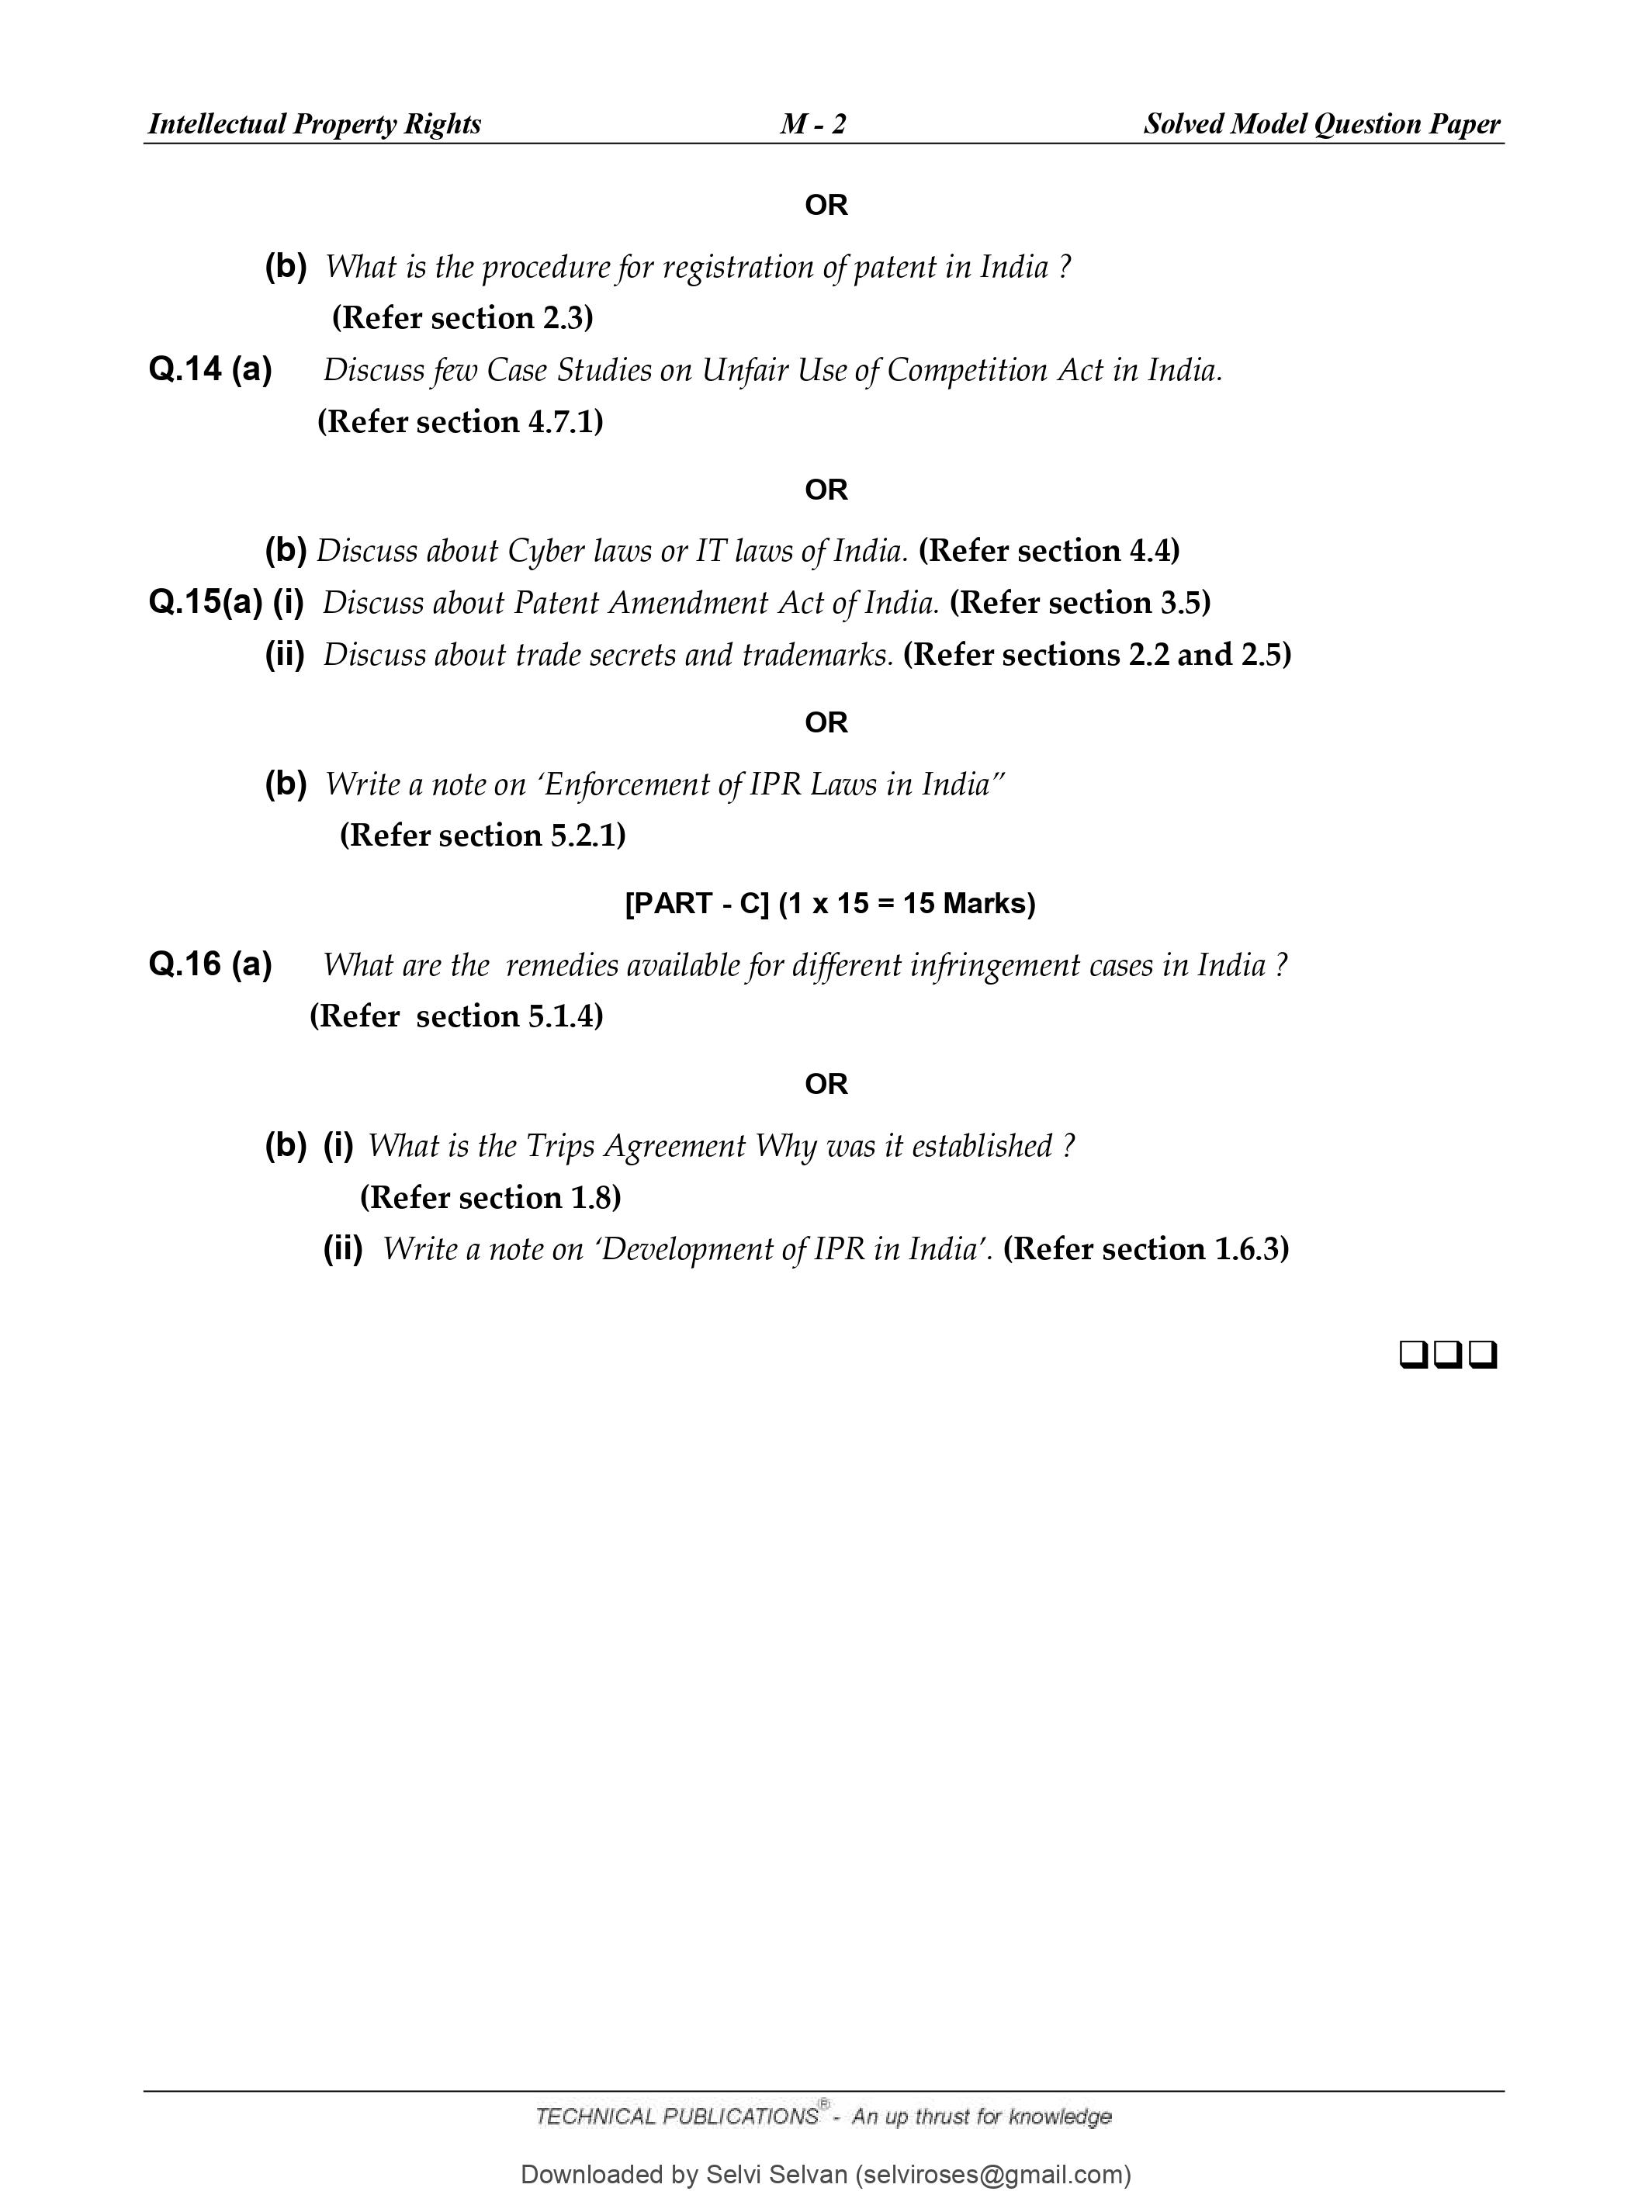 Intellectual Property Rights M - 2 Solved Model Question Paper
OR
(b) What is the procedure for registration of patent in India ?
(Refer section 2.3)
Q.14 (a) Discuss few Case Studies on Unfair Use of Competition Act in India.
(Refer section 4.7.1)
OR
(b) Discuss about Cyber laws or IT laws of India. (Refer section 4.4)
Q.15(a) (i) Discuss about Patent Amendment Act of India. (Refer section 3.5)
(ii) Discuss about trade secrets and trademarks. (Refer sections 2.2 and 2.5)
OR
(b) Write a note on ‘Enforcement of IPR Laws in India”
(Refer section 5.2.1)
[PART - C] (1 x 15 = 15 Marks)
Q.16 (a) What are the remedies available for different infringement cases in India ?
(Refer section 5.1.4)
OR
(b) (i) What is the Trips Agreement Why was it established ?
(Refer section 1.8)
(ii) Write a note on ‘Development of IPR in India’. (Refer section 1.6.3)
❑❑❑
TECHNICAL PUBLICATIONS® - An up thrust for knowledge
Downloaded by Selvi Selvan (selviroses@gmail.com)